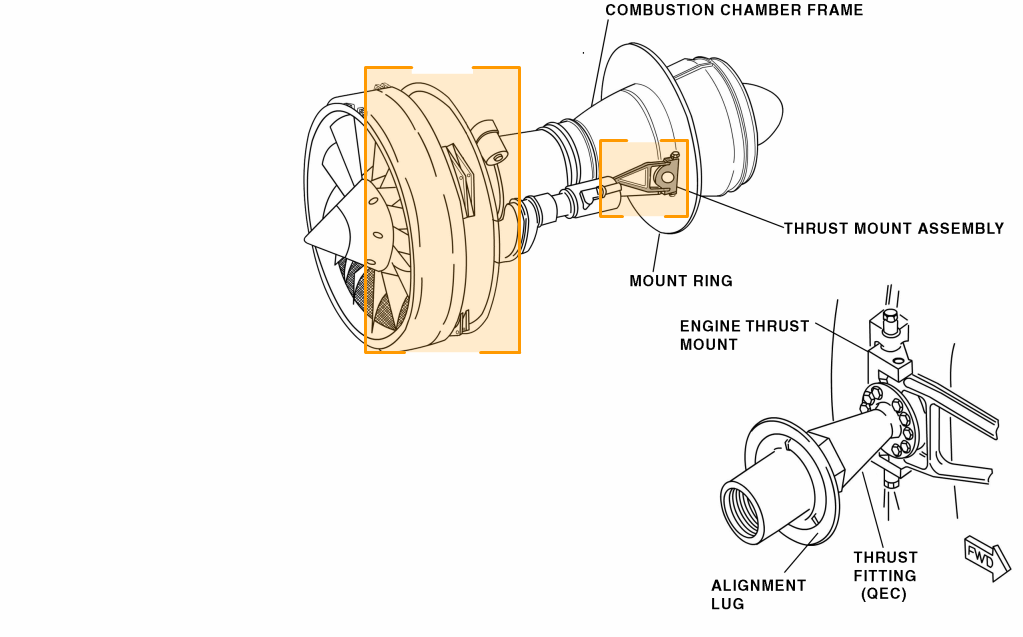 COMBUSTION CHAMBER FRAME
THRUST MOUNT ASSEMBLY
MOUNT RING
ENGINE THRUST
MOUNT
FWD
THRUST
FITTING
(QEC)
ALIGNMENT
LUG